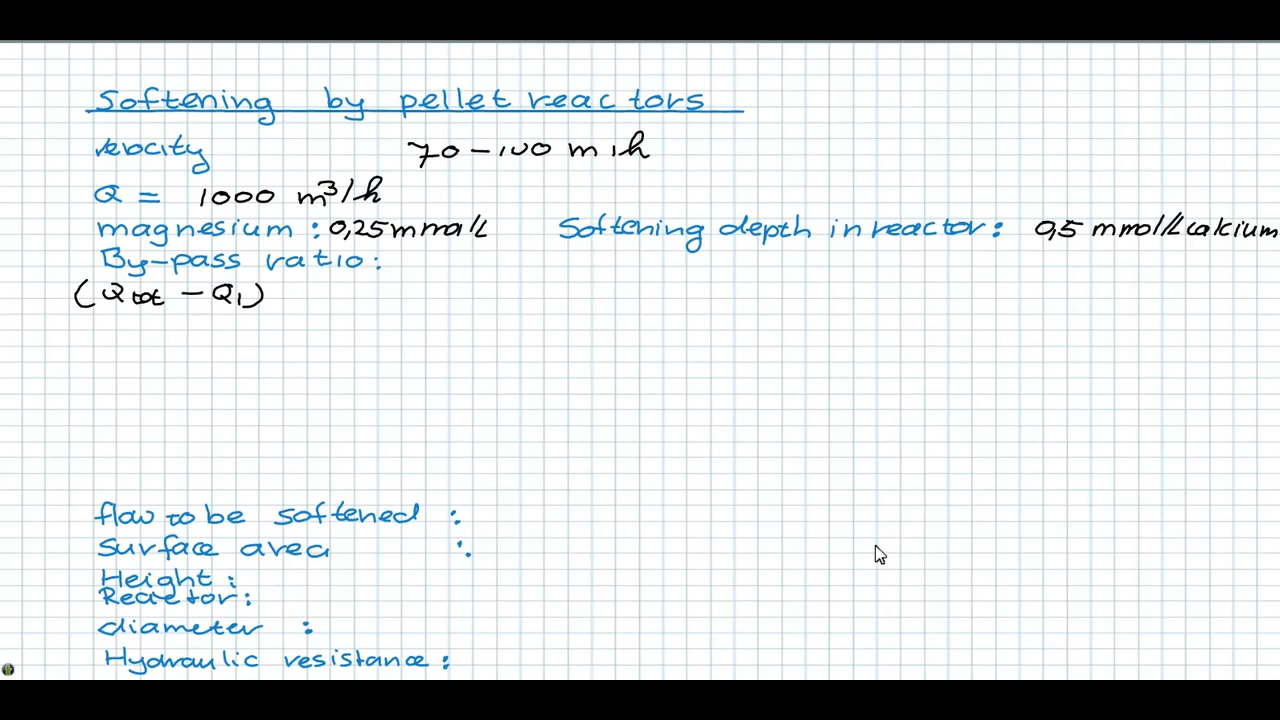 Softening by pellet reactors
velocity 70 - 100 m/h
Q = 1000 m³/h
magnesium : 0,25 mmol/L Softening depth in reactor : 0,5 mmol/L calcium
By-pass ratio :
(Qtot - Q1)
flow to be softened :
surface area :
Height :
Reactor :
diameter :
Hydraulic resistance :